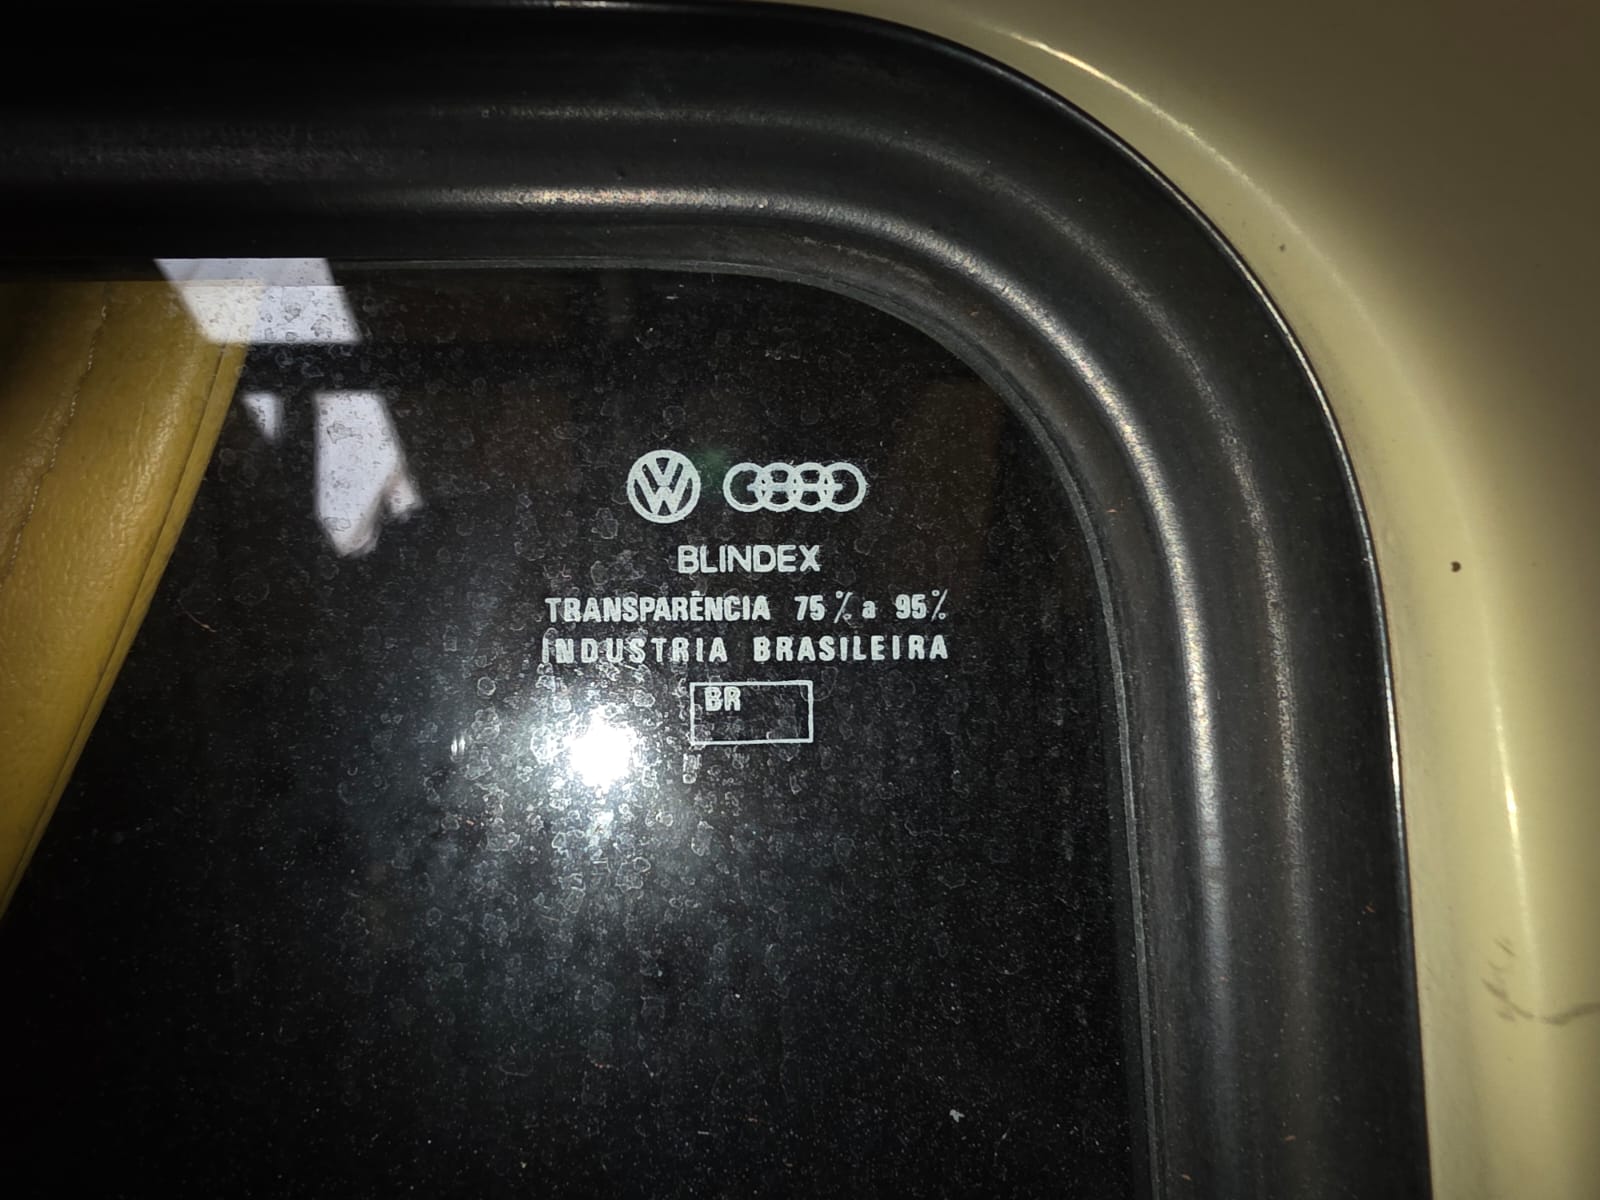 BLINDEX
TRANSPARÊNCIA 75% a 95%
INDUSTRIA BRASILEIRA
BR